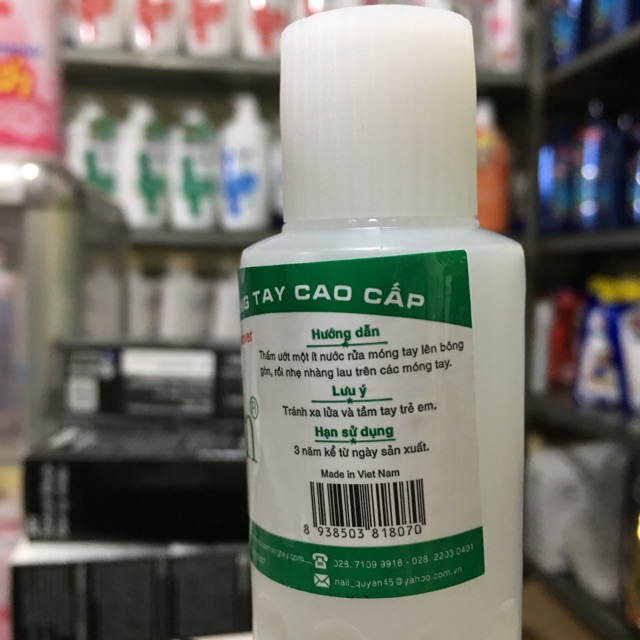 TAY CAO CẤP
Hướng dẫn
Thấm ướt một ít nước rửa móng tay lên bông
gòn, rồi nhẹ nhàng lau trên các móng tay.
Lưu ý
Tránh xa lửa và tầm tay trẻ em.
Hạn sử dụng
3 năm kể từ ngày sản xuất.
Made in Viet Nam
8 938503 818070
028. 7109 9918 - 028. 2233 0401
nail_quyan45@yahoo.com.vn